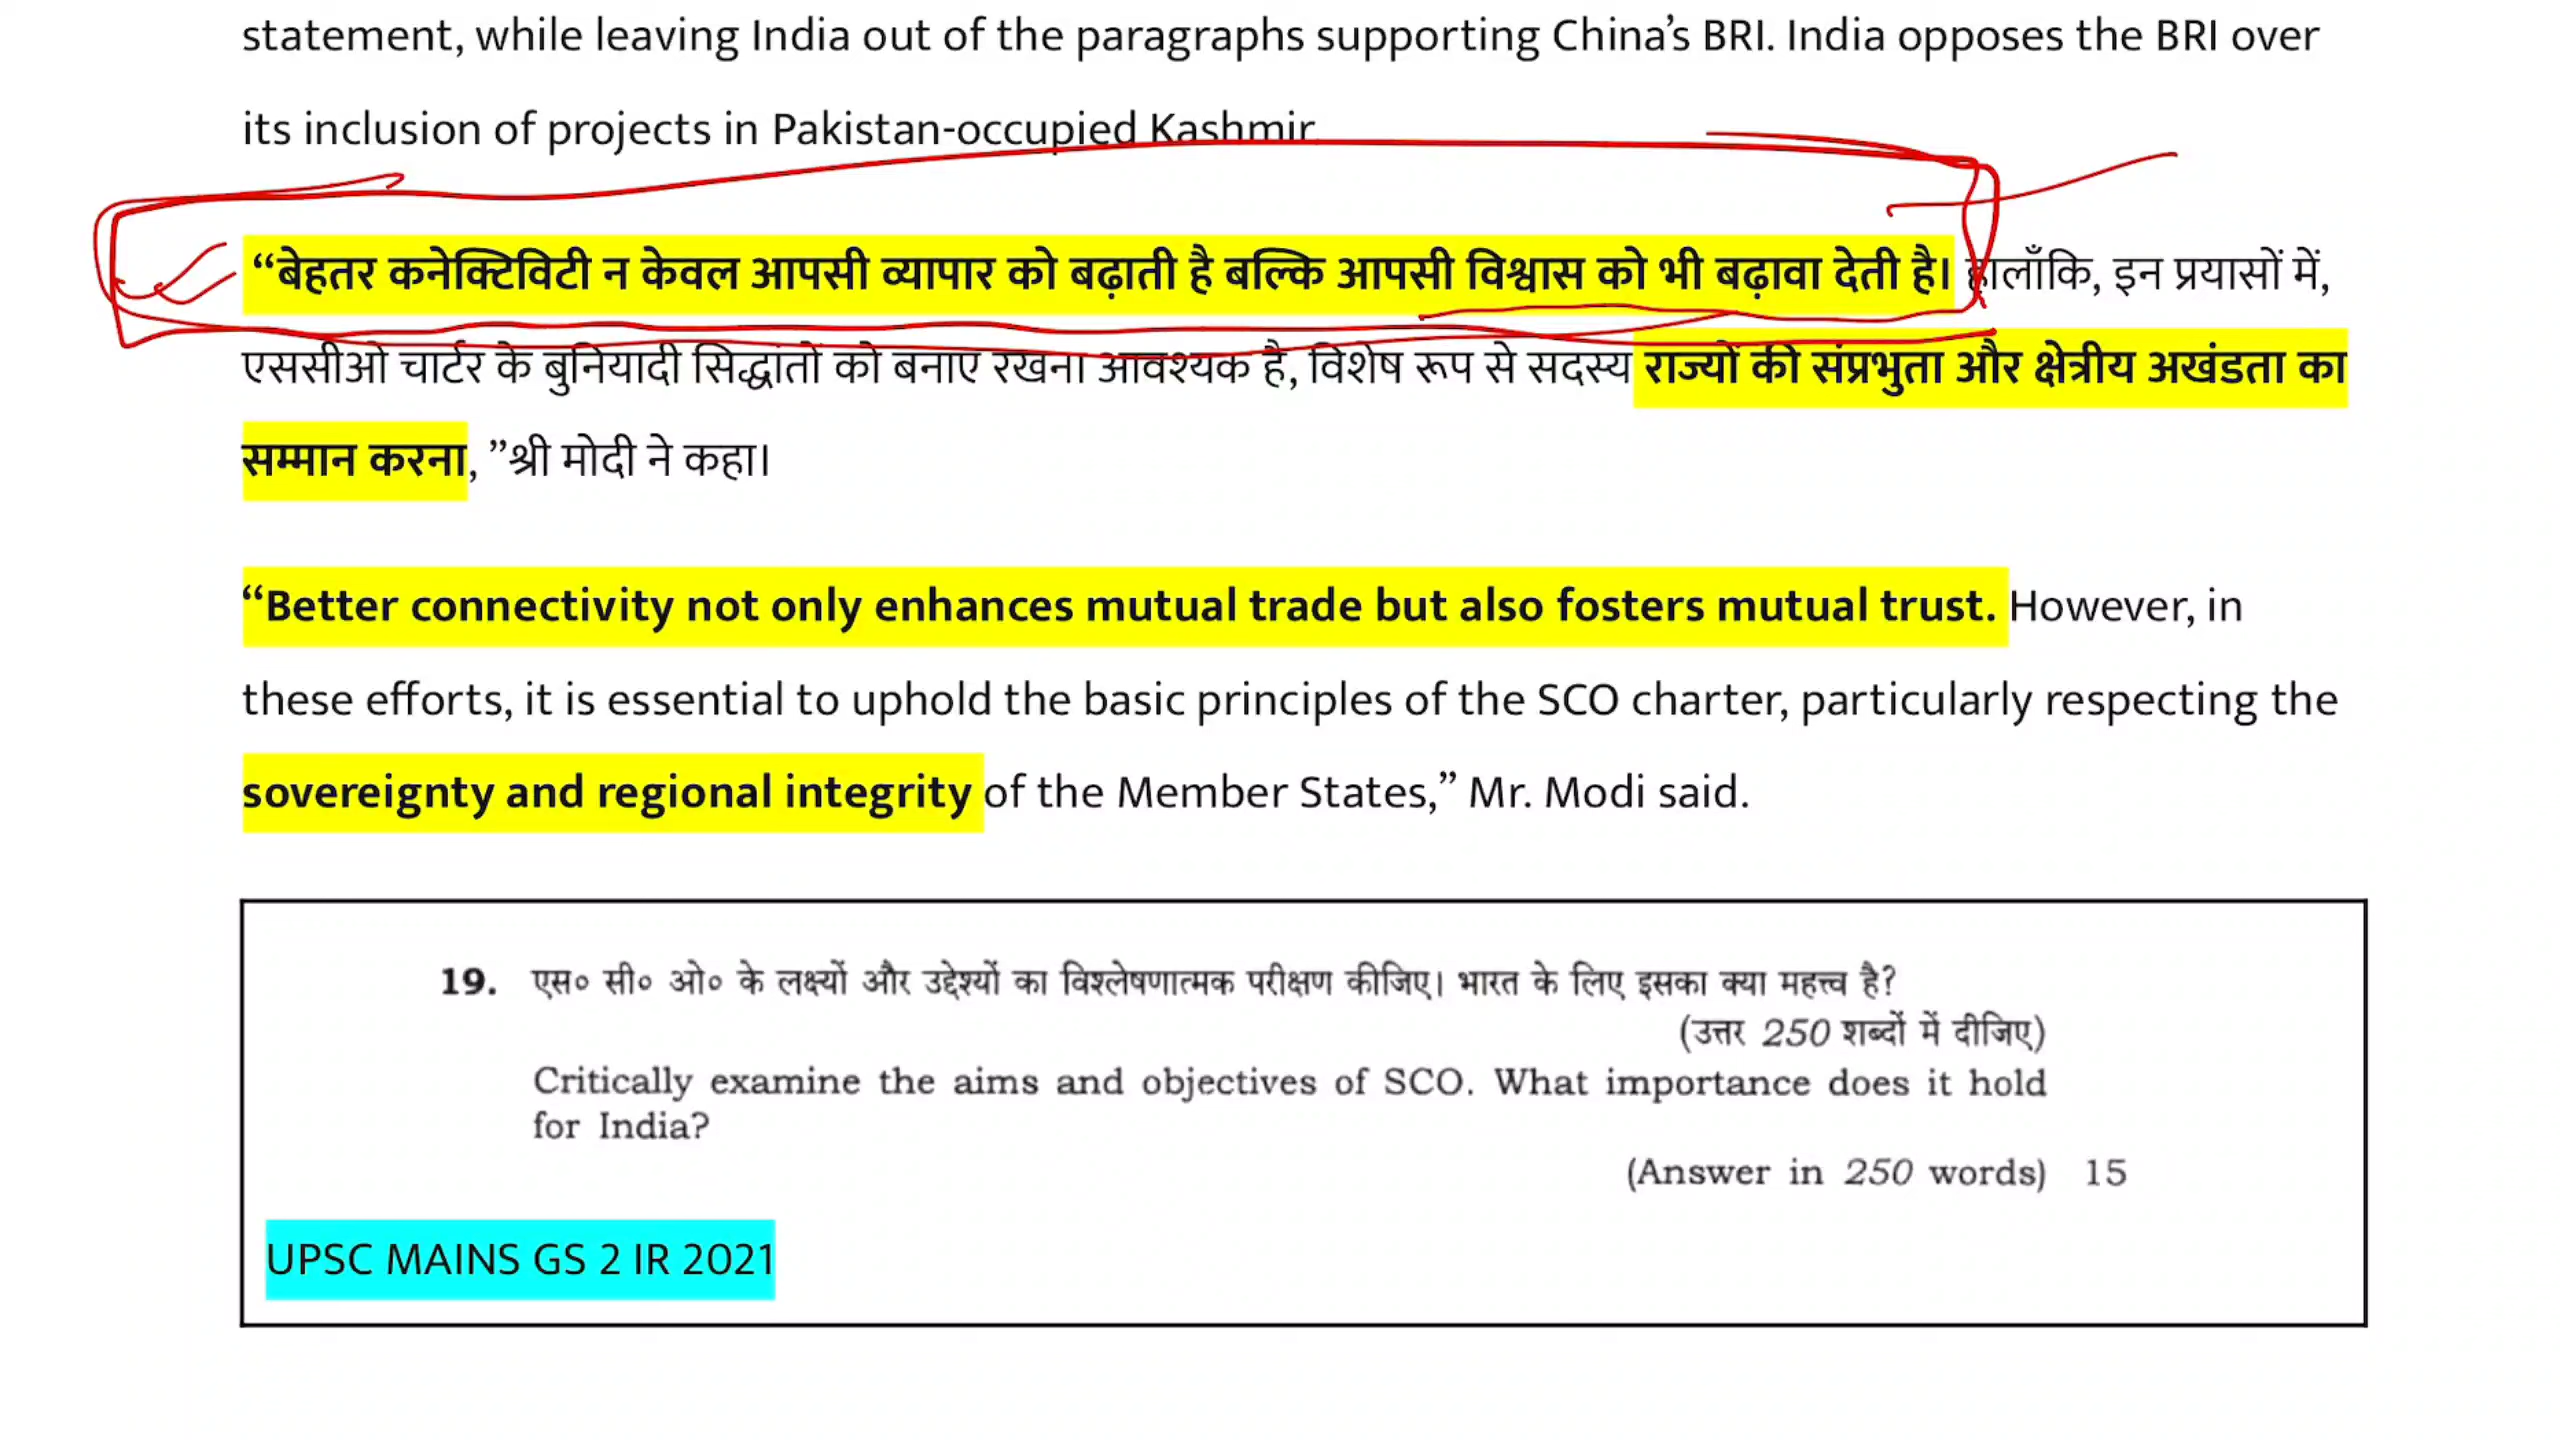 statement, while leaving India out of the paragraphs supporting China’s BRI. India opposes the BRI over
its inclusion of projects in Pakistan-occupied Kashmir
“बेहतर कनेक्टिविटी न केवल आपसी व्यापार को बढ़ाती है बल्कि आपसी विश्वास को भी बढ़ावा देती है। हालाँकि, इन प्रयासों में,
एससीओ चार्टर के बुनियादी सिद्धांतों को बनाए रखना आवश्यक है, विशेष रूप से सदस्य राज्यों की संप्रभुता और क्षेत्रीय अखंडता का
सम्मान करना, ”श्री मोदी ने कहा।
“Better connectivity not only enhances mutual trade but also fosters mutual trust. However, in
these efforts, it is essential to uphold the basic principles of the SCO charter, particularly respecting the
sovereignty and regional integrity of the Member States,” Mr. Modi said.
19. एस० सी० ओ० के लक्ष्यों और उद्देश्यों का विश्लेषणात्मक परीक्षण कीजिए। भारत के लिए इसका क्या महत्त्व है?
(उत्तर 250 शब्दों में दीजिए)
Critically examine the aims and objectives of SCO. What importance does it hold
for India?
(Answer in 250 words) 15
UPSC MAINS GS 2 IR 2021